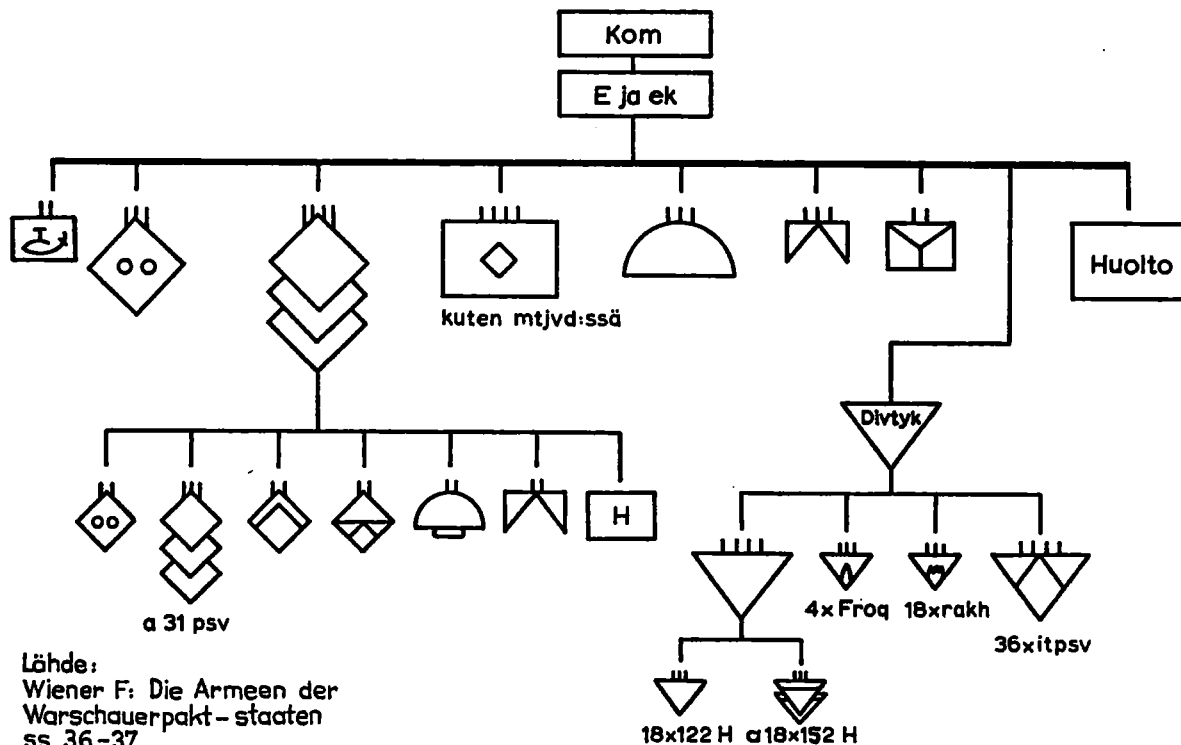 Kom
E ja ek
I
Huolto
kuten mtjvd:ssä
Divtyk
H
a 31 psv
4xFroq
18xrakh
36xitpsv
18x122 H
a 18x152 H
Lähde:
Wiener F: Die Armeen der
Warschauerpakt-staaten
ss 36-37